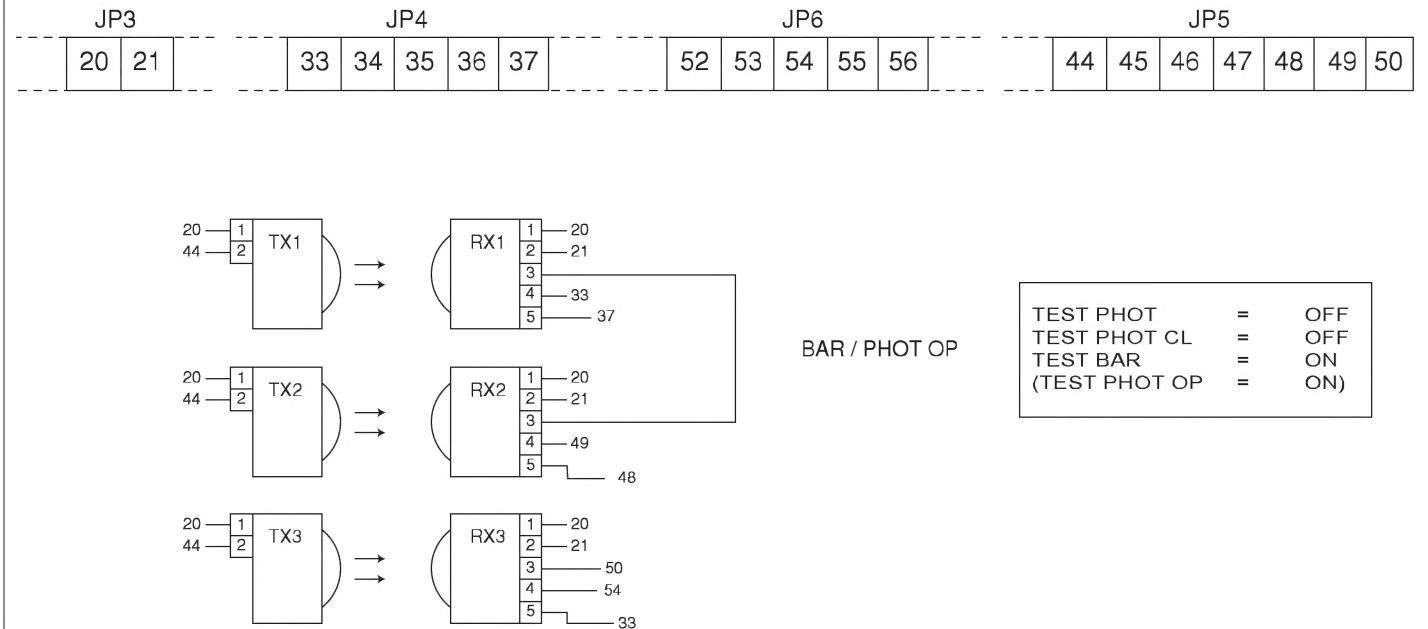 JP3 JP4 JP6 JP5
20 21 33 34 35 36 37 52 53 54 55 56 44 45 46 47 48 49 50
20 1 TX1 RX1 1 20
44 2 2 21
3
4 33
5 37
BAR / PHOT OP
TEST PHOT = OFF
TEST PHOT CL = OFF
TEST BAR = ON
(TEST PHOT OP = ON)
20 1 TX2 RX2 1 20
44 2 2 21
3
4 49
5 48
20 1 TX3 RX3 1 20
44 2 2 21
3 50
4 54
5 33